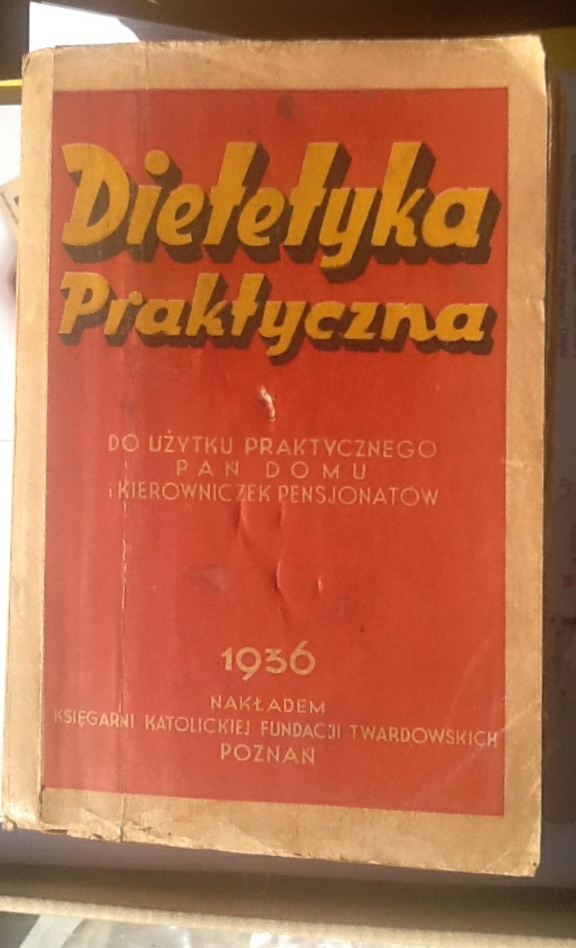 Dietetyka
Praktyczna
DO UŻYTKU PRAKTYCZNEGO
PAŃ DOMU
i KIEROWNICZEK PENSJONATÓW
1936
NAKŁADEM
KSIĘGARNI KATOLICKIEJ FUNDACJI TWARDOWSKICH
POZNAŃ